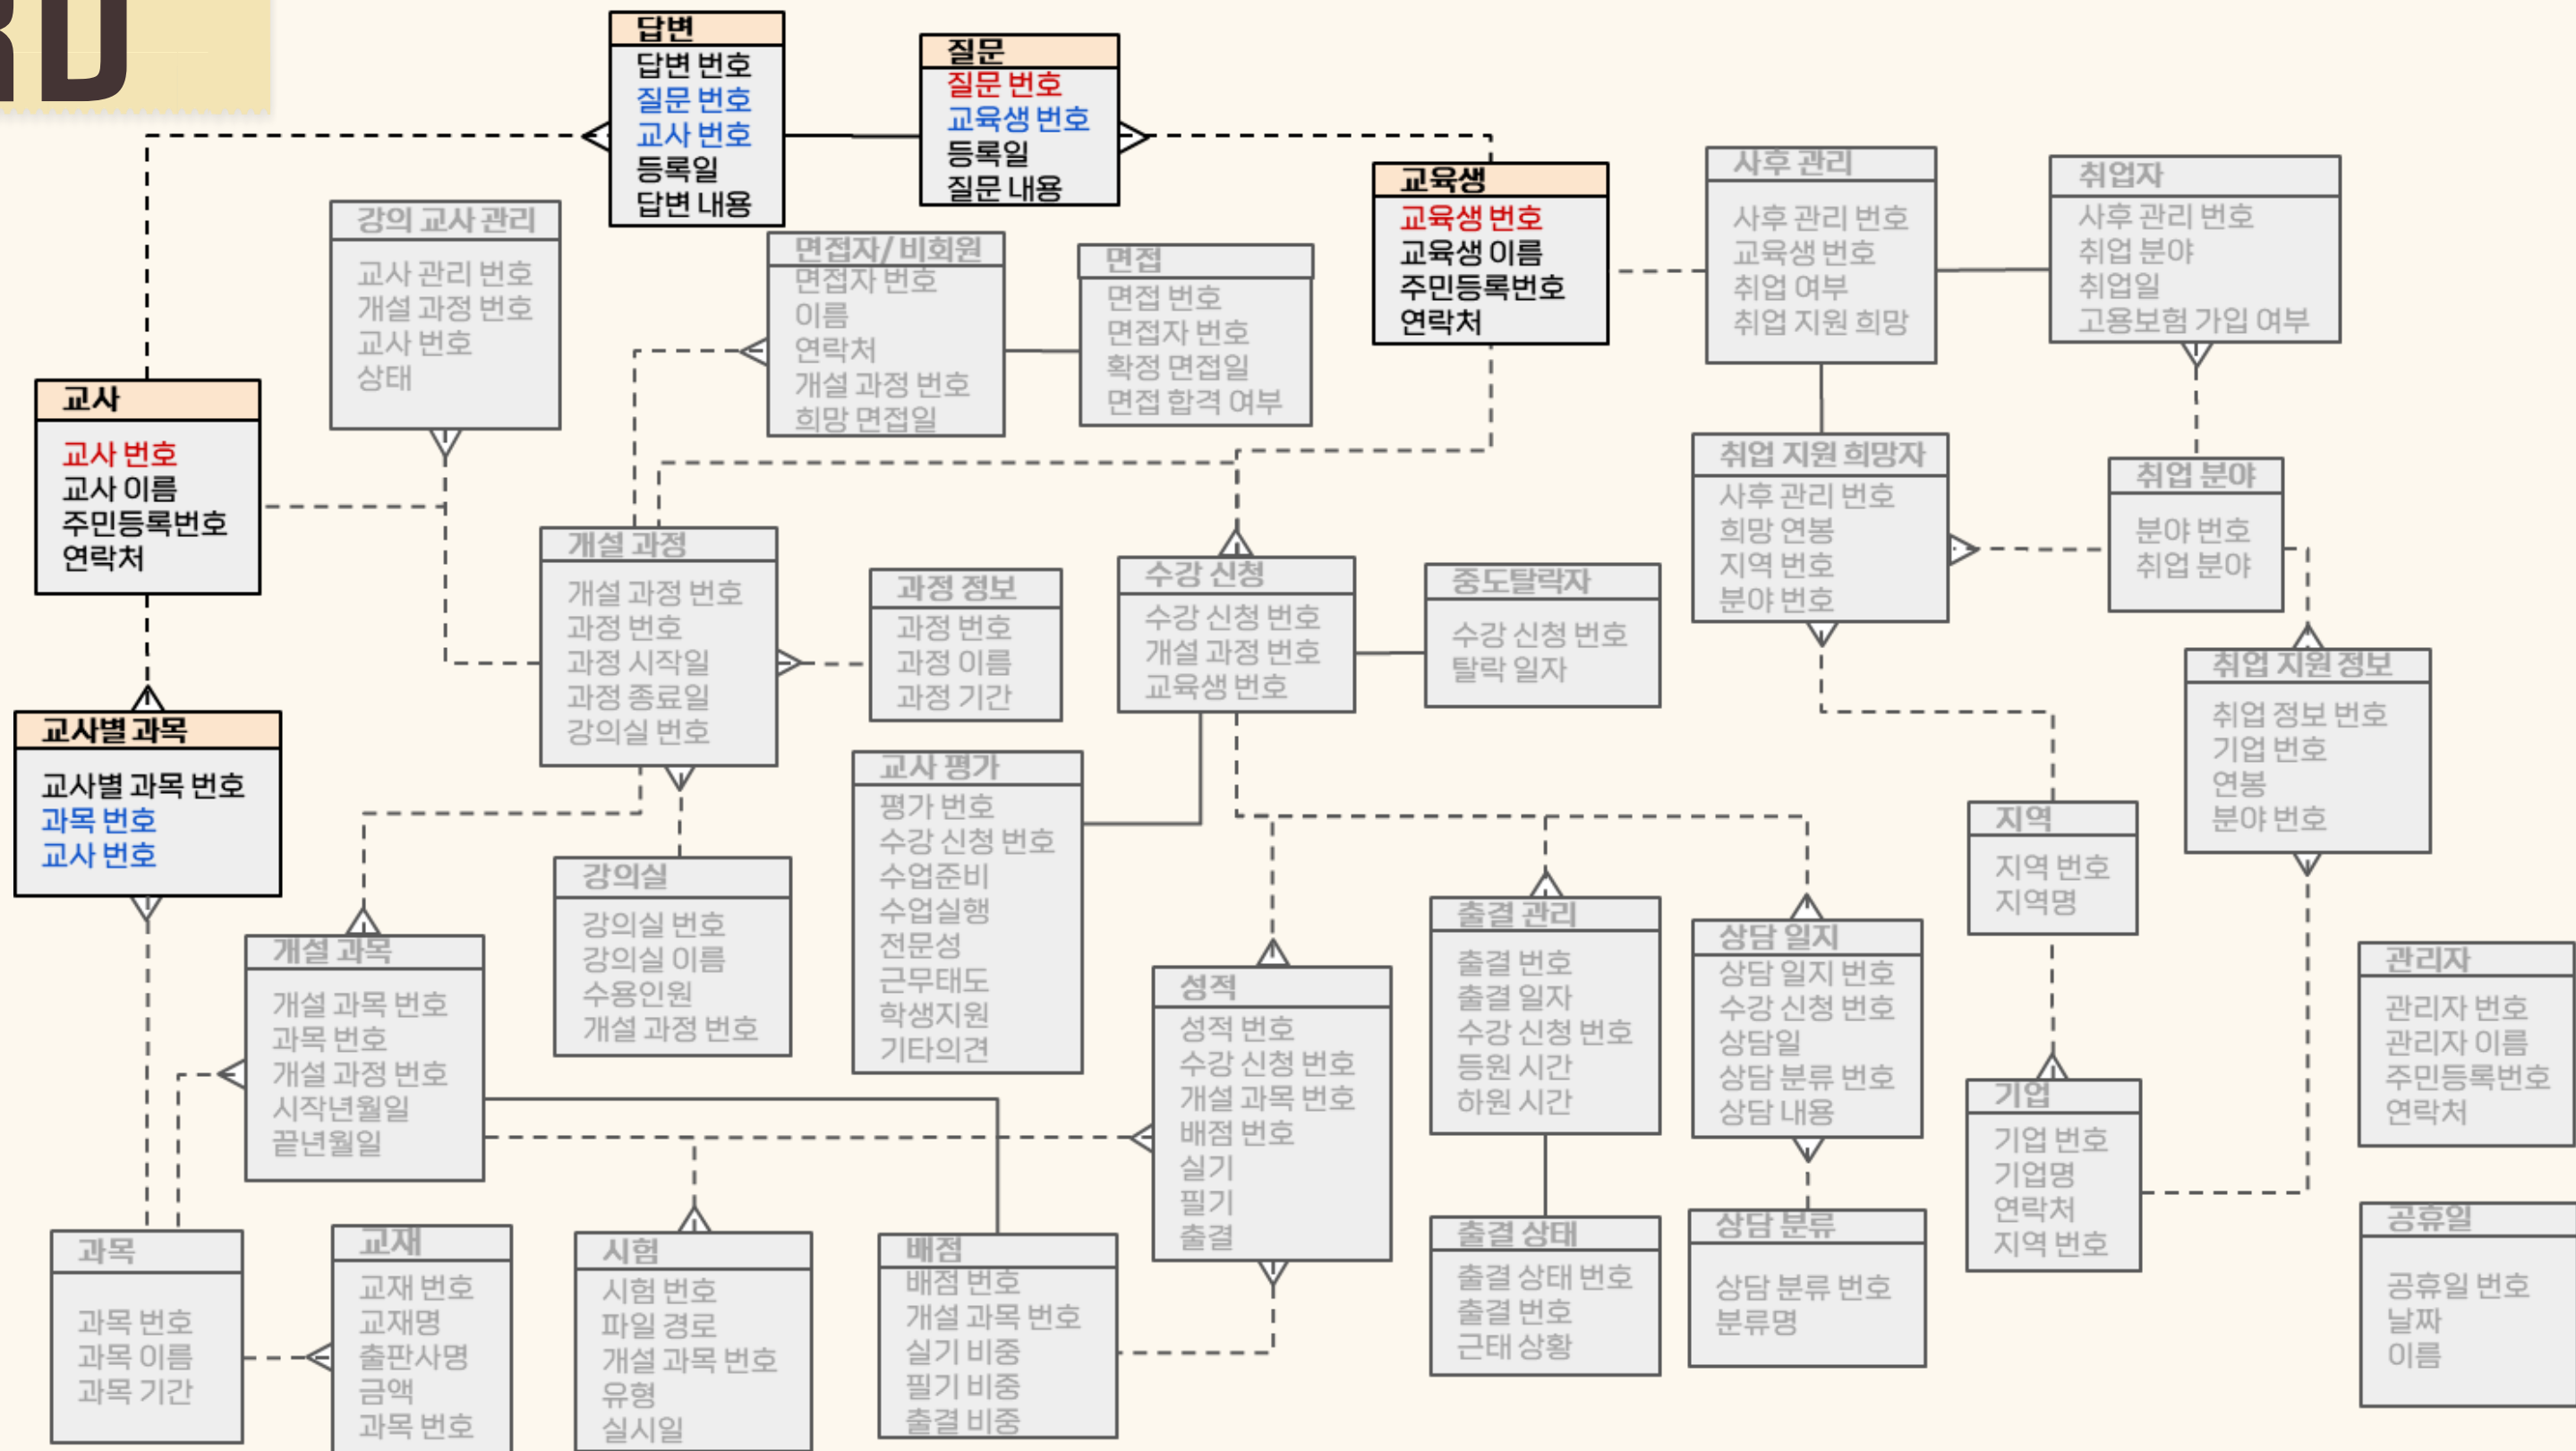 RD
답변
답변 번호
질문 번호
교사 번호
등록일
답변 내용
질문
질문 번호
교육생 번호
등록일
질문 내용
교육생
교육생 번호
교육생 이름
주민등록번호
연락처
사후 관리
사후 관리 번호
교육생 번호
취업 여부
취업 지원 희망
취업자
사후 관리 번호
취업 분야
취업일
고용보험 가입 여부
강의 교사 관리
교사 관리 번호
개설 과정 번호
교사 번호
상태
면접자/ 비회원
면접자 번호
이름
연락처
개설 과정 번호
희망 면접일
면접
면접 번호
면접자 번호
확정 면접일
면접 합격 여부
교사
교사 번호
교사 이름
주민등록번호
연락처
취업 지원 희망자
사후 관리 번호
희망 연봉
지역 번호
분야 번호
취업 분야
분야 번호
취업 분야
개설 과정
개설 과정 번호
과정 번호
과정 시작일
과정 종료일
강의실 번호
과정 정보
과정 번호
과정 이름
과정 기간
수강 신청
수강 신청 번호
개설 과정 번호
교육생 번호
중도탈락자
수강 신청 번호
탈락 일자
취업 지원 정보
취업 정보 번호
기업 번호
연봉
분야 번호
교사별 과목
교사별 과목 번호
과목 번호
교사 번호
교사 평가
평가 번호
수강 신청 번호
수업준비
수업실행
전문성
근무태도
학생지원
기타의견
지역
지역 번호
지역명
강의실
강의실 번호
강의실 이름
수용인원
개설 과정 번호
출결 관리
출결 번호
출결 일자
수강 신청 번호
등원 시간
하원 시간
상담 일지
상담 일지 번호
수강 신청 번호
상담일
상담 분류 번호
상담 내용
개설 과목
개설 과목 번호
과목 번호
개설 과정 번호
시작년월일
끝년월일
성적
성적 번호
수강 신청 번호
개설 과목 번호
배점 번호
실기
필기
출결
관리자
관리자 번호
관리자 이름
주민등록번호
연락처
기업
기업 번호
기업명
연락처
지역 번호
과목
과목 번호
과목 이름
과목 기간
교재
교재 번호
교재명
출판사명
금액
과목 번호
시험
시험 번호
파일 경로
개설 과목 번호
유형
실시일
배점
배점 번호
개설 과목 번호
실기 비중
필기 비중
출결 비중
출결 상태
출결 상태 번호
출결 번호
근태 상황
상담 분류
상담 분류 번호
분류명
공휴일
공휴일 번호
날짜
이름